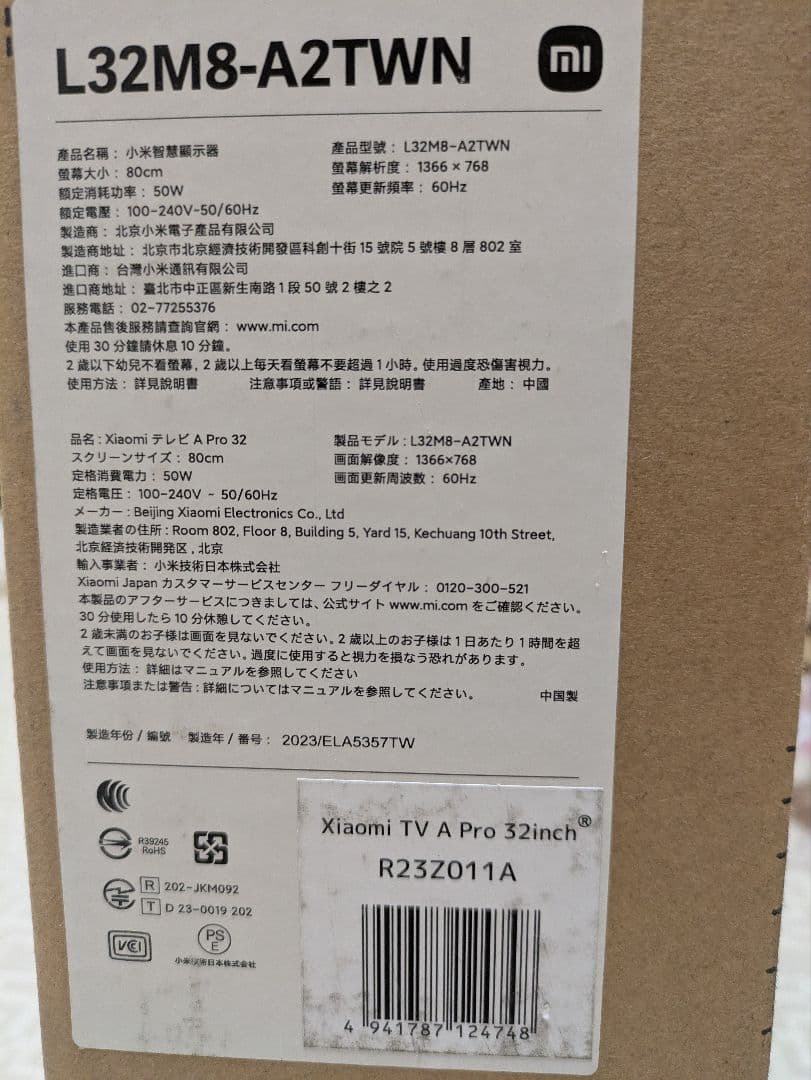 L32M8-A2TWN
mi
產品名稱：小米智慧顯示器 產品型號：L32M8-A2TWN
螢幕大小：80cm 螢幕解析度：1366 × 768
額定消耗功率：50W 螢幕更新頻率：60Hz
額定電壓：100-240V-50/60Hz
製造商：北京小米電子產品有限公司
製造商地址：北京市北京經濟技術開發區科創十街 15 號院 5 號樓 8 層 802 室
進口商：台灣小米通訊有限公司
進口商地址：臺北市中正區新生南路 1 段 50 號 2 樓之 2
服務電話：02-77255376
本產品售後服務請查詢官網：www.mi.com
使用 30 分鐘請休息 10 分鐘。
2 歲以下幼兒不看螢幕，2 歲以上每天看螢幕不要超過 1 小時。使用過度恐傷害視力。
使用方法：詳見說明書 注意事項或警語：詳見說明書 產地：中國
品名：Xiaomi テレビ A Pro 32 製品モデル：L32M8-A2TWN
スクリーンサイズ：80cm 画面解像度：1366×768
定格消費電力：50W 画面更新周波数：60Hz
定格電圧：100-240V ~ 50/60Hz
メーカー：Beijing Xiaomi Electronics Co., Ltd
製造業者の住所：Room 802, Floor 8, Building 5, Yard 15, Kechuang 10th Street,
北京経済技術開発区，北京
輸入事業者：小米技術日本株式会社
Xiaomi Japan カスタマーサービスセンター フリーダイヤル：0120-300-521
本製品のアフターサービスにつきましては、公式サイト www.mi.com をご確認ください。
30 分使用したら 10 分休憩してください。
2 歳未満のお子様は画面を見ないでください。2 歳以上のお子様は 1 日あたり 1 時間を超
えて画面を見ないでください。過度に使用すると視力を損なう恐れがあります。
使用方法：詳細はマニュアルを参照してください
注意事項または警告：詳細についてはマニュアルを参照してください。 中国製
製造年份 / 編號 製造年 / 番号：2023/ELA5357TW
R39245
RoHS
R 202-JKM092
T D 23-0019 202
VCI
PS
E
小米技術日本株式会社
Xiaomi TV A Pro 32inch®
R23Z011A
4 941787 124748